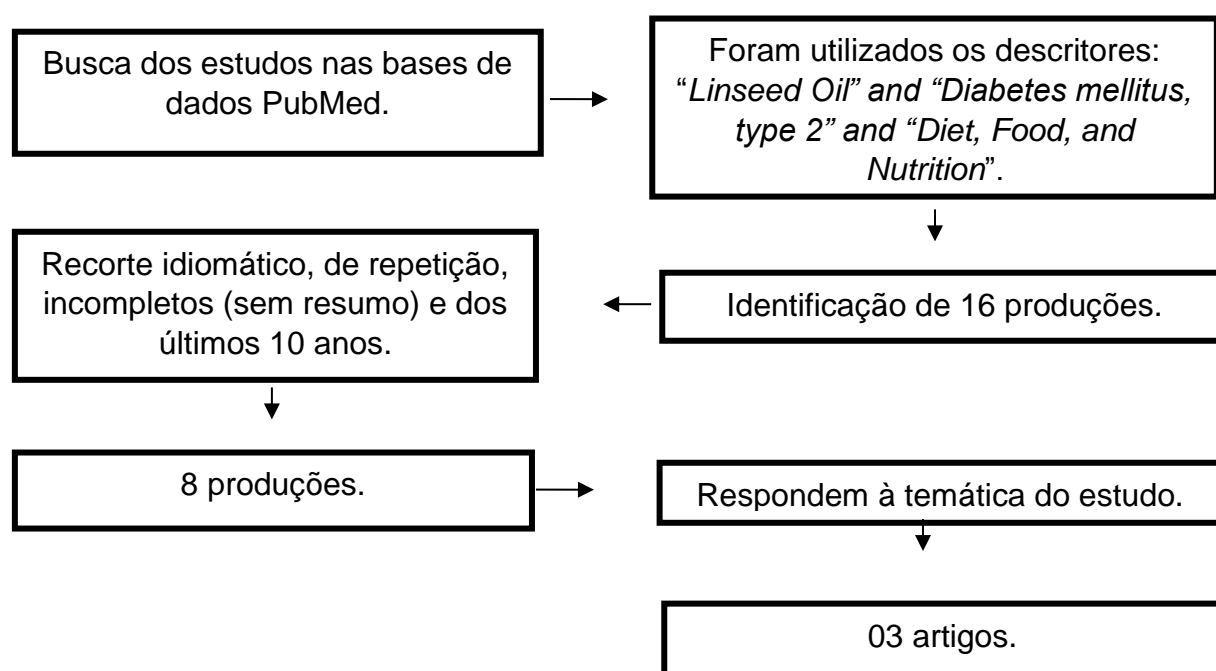 Busca dos estudos nas bases de
dados PubMed.
Foram utilizados os descritores:
“Linseed Oil” and “Diabetes mellitus,
type 2” and “Diet, Food, and
Nutrition”.
Identificação de 16 produções.
Recorte idiomático, de repetição,
incompletos (sem resumo) e dos
últimos 10 anos.
8 produções.
Respondem à temática do estudo.
03 artigos.